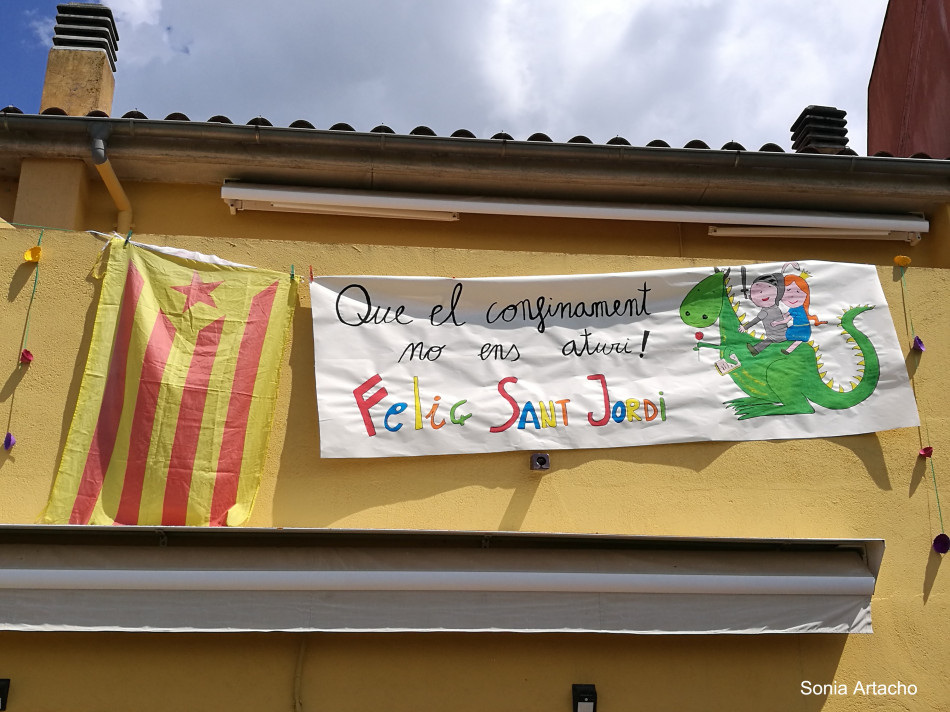 Que el confinament
no ens aturi!
Feliç SANT JORDi
Sonia Artacho